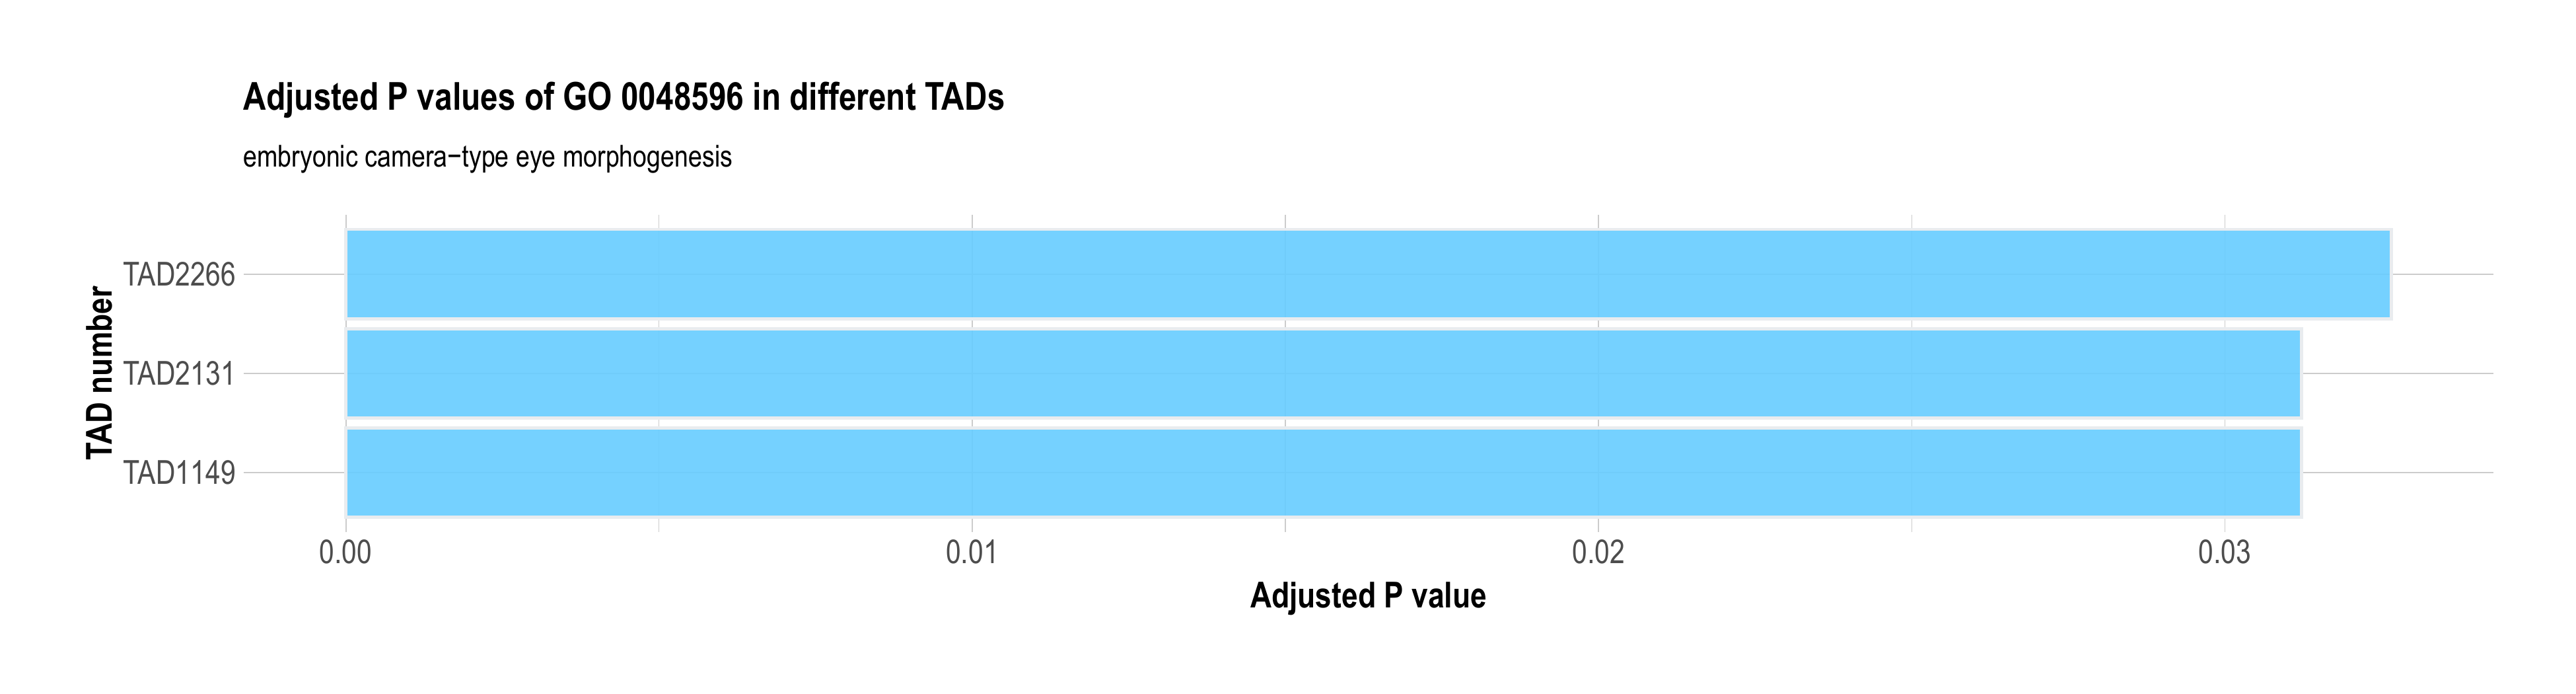 Adjusted P values of GO 0048596 in different TADs
embryonic camera−type eye morphogenesis
TAD number
TAD2266
TAD2131
TAD1149
0.00 0.01 0.02 0.03
Adjusted P value